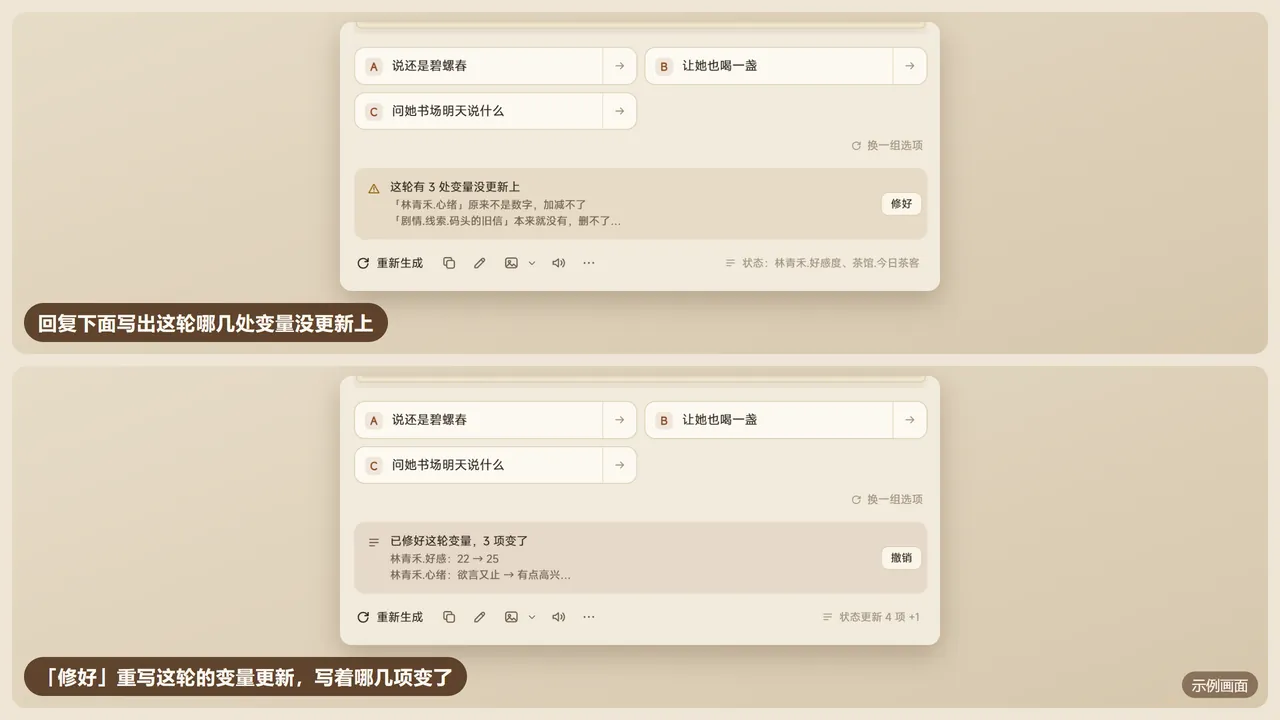 A 说还是碧螺春 →
B 让她也喝一盏 →
C 问她书场明天说什么 →
换一组选项
这轮有 3 处变量没更新上
「林青禾.心绪」原来不是数字，加减不了
「剧情.线索.码头的旧信」本来就没有，删不了…
修好
重新生成
状态：林青禾.好感度、茶馆.今日茶客
回复下面写出这轮哪几处变量没更新上
A 说还是碧螺春 →
B 让她也喝一盏 →
C 问她书场明天说什么 →
换一组选项
已修好这轮变量，3 项变了
林青禾.好感：22 → 25
林青禾.心绪：欲言又止 → 有点高兴…
撤销
重新生成
状态更新 4 项 +1
「修好」重写这轮的变量更新，写着哪几项变了
示例画面